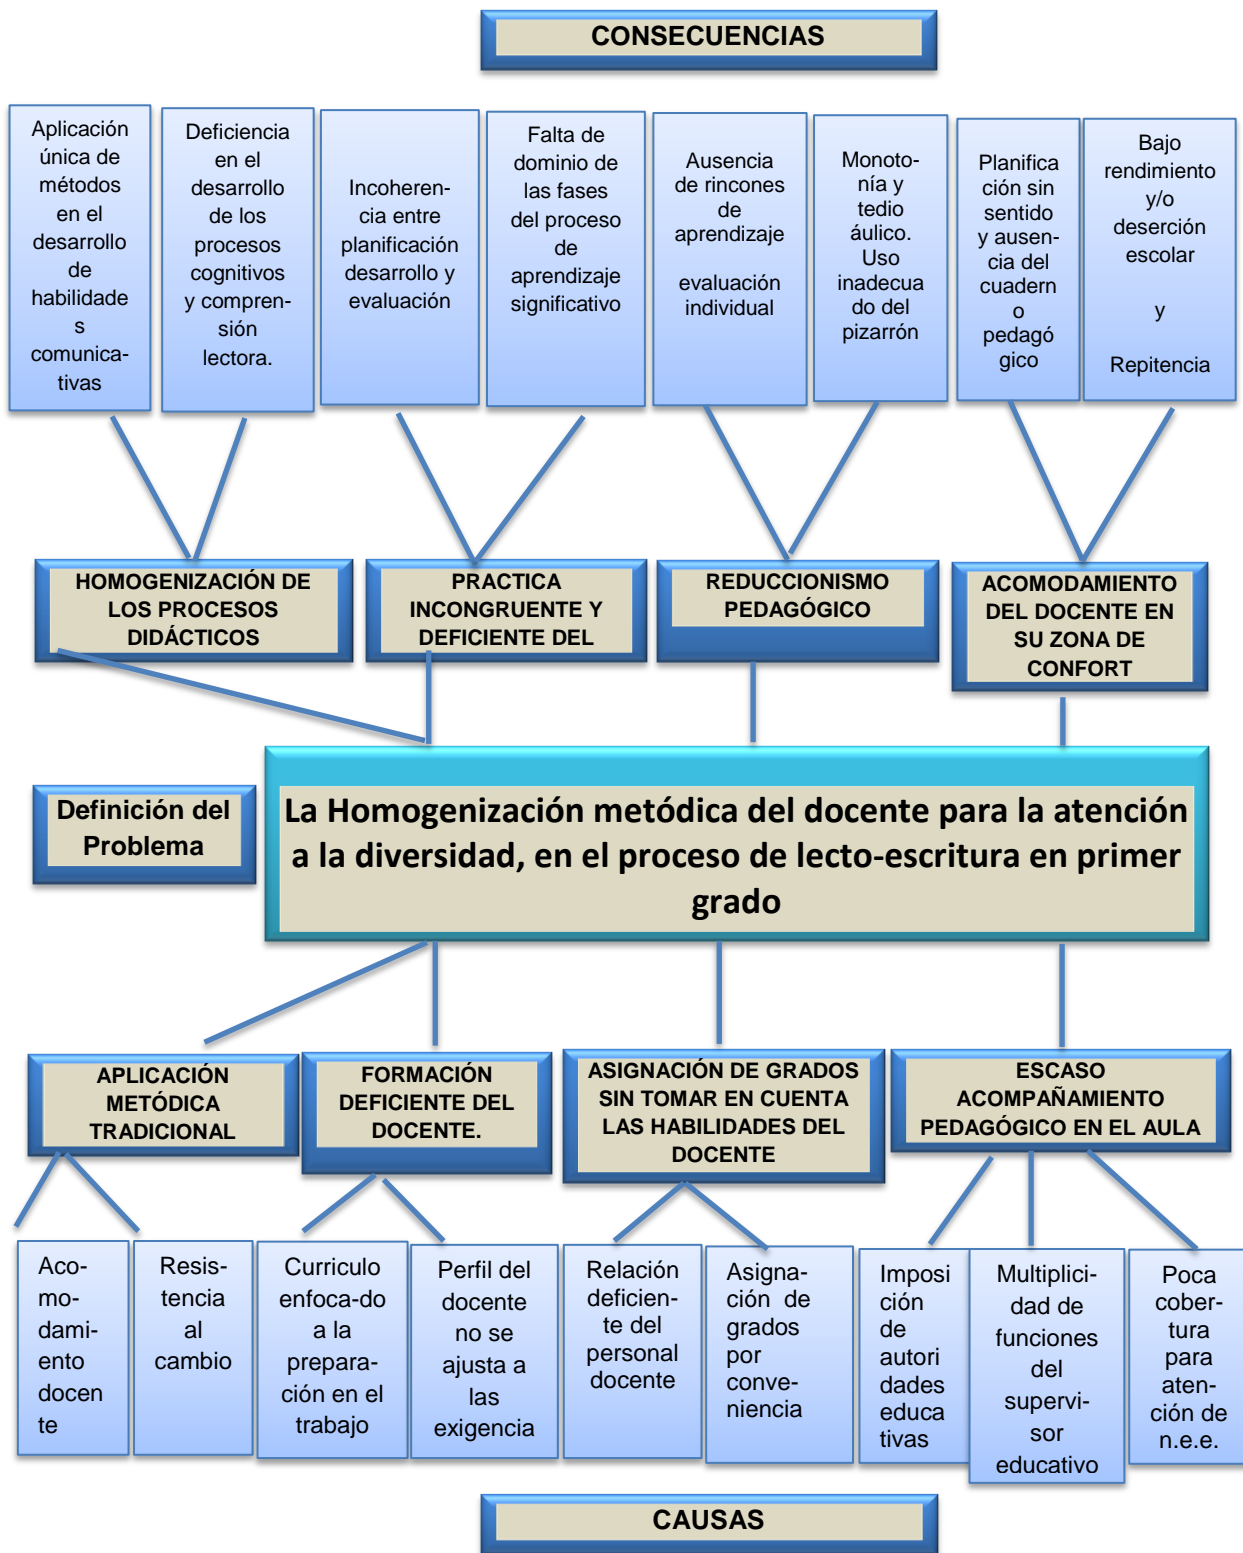 CONSECUENCIAS
Aplicación
única de
métodos
en el
desarrollo
de
habilidade
s
comunica-
tivas
Deficiencia
en el
desarrollo
de los
procesos
cognitivos
y compren-
sión
lectora.
Incoheren-
cia entre
planificación
desarrollo y
evaluación
Falta de
dominio de
las fases
del proceso
de
aprendizaje
significativo
Ausencia
de rincones
de
aprendizaje
evaluación
individual
Monoto-
nía y
tedio
áulico.
Uso
inadecua
do del
pizarrón
Planifica
ción sin
sentido
y ausen-
cia del
cuadern
o
pedagó
gico
Bajo
rendimiento
y/o
deserción
escolar
y
Repitencia
HOMOGENIZACIÓN DE
LOS PROCESOS
DIDÁCTICOS
PRACTICA
INCONGRUENTE Y
DEFICIENTE DEL
REDUCCIONISMO
PEDAGÓGICO
ACOMODAMIENTO
DEL DOCENTE EN
SU ZONA DE
CONFORT
Definición del
Problema
La Homogenización metódica del docente para la atención
a la diversidad, en el proceso de lecto-escritura en primer
grado
APLICACIÓN
METÓDICA
TRADICIONAL
FORMACIÓN
DEFICIENTE DEL
DOCENTE.
ASIGNACIÓN DE GRADOS
SIN TOMAR EN CUENTA
LAS HABILIDADES DEL
DOCENTE
ESCASO
ACOMPAÑAMIENTO
PEDAGÓGICO EN EL AULA
Aco-
mo-
dami-
ento
docen
te
Resis-
tencia
al
cambio
Curriculo
enfoca-do
a la
prepara-
ción en el
trabajo
Perfil del
docente
no se
ajusta a
las
exigencia
Relación
deficien-
te del
personal
docente
Asigna-
ción de
grados
por
conve-
niencia
Imposi
ción
de
autori
dades
educa
tivas
Multiplici-
dad de
funciones
del
supervi-
sor
educativo
Poca
cober-
tura
para
aten-
ción de
n.e.e.
CAUSAS